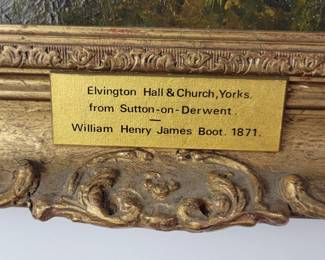 Elvington Hall & Church, Yorks.
from Sutton-on-Derwent.
—
William Henry James Boot. 1871.